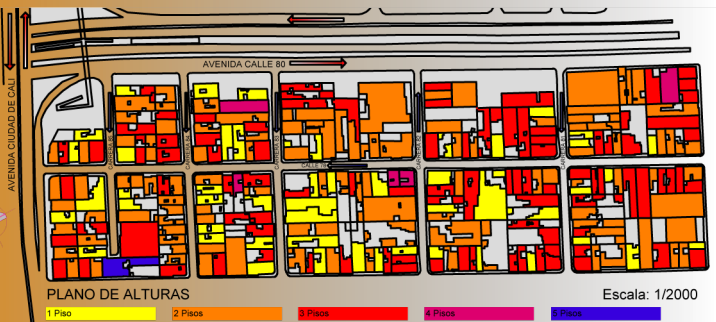 AVENIDA CALLE 80
AVENIDA CIUDAD DE CALI
PLANO DE ALTURAS
Escala: 1/2000
1 Piso
2 Pisos
3 Pisos
4 Pisos
5 Pisos